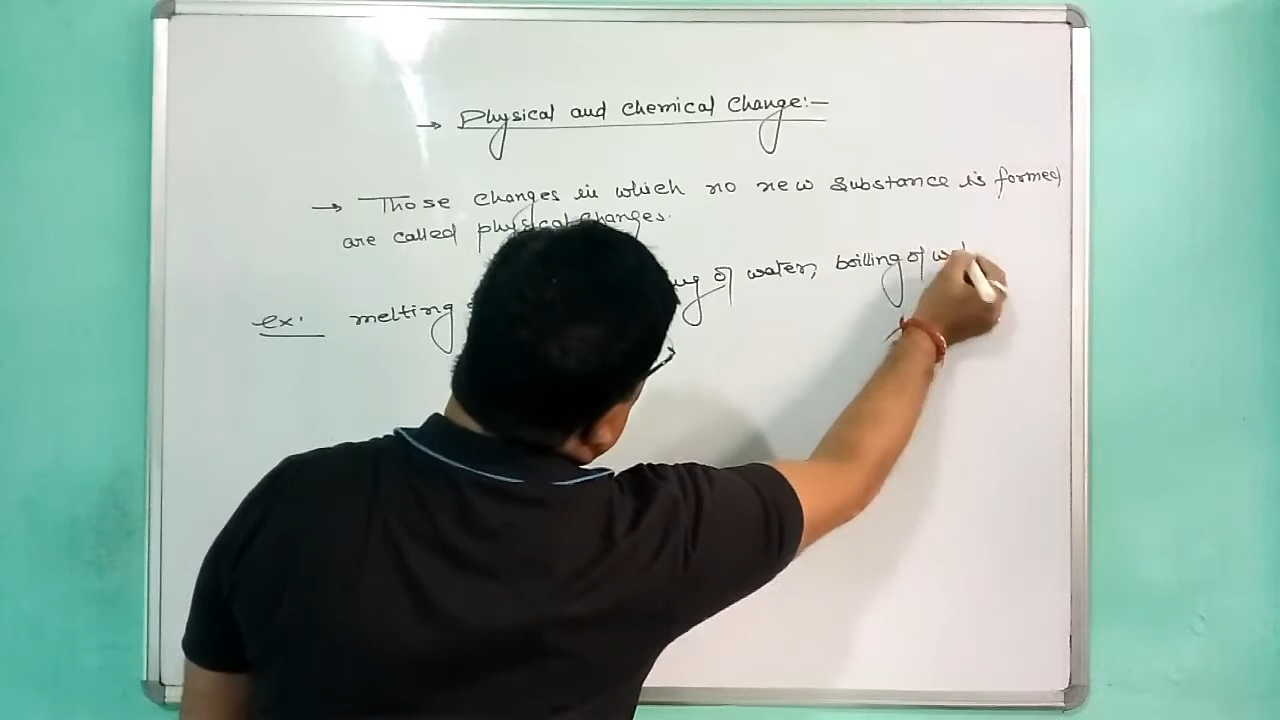 → Physical and Chemical Change:-
→ Those changes in which no new substance is formed
are called physical changes.
ex: melting of water, boiling of